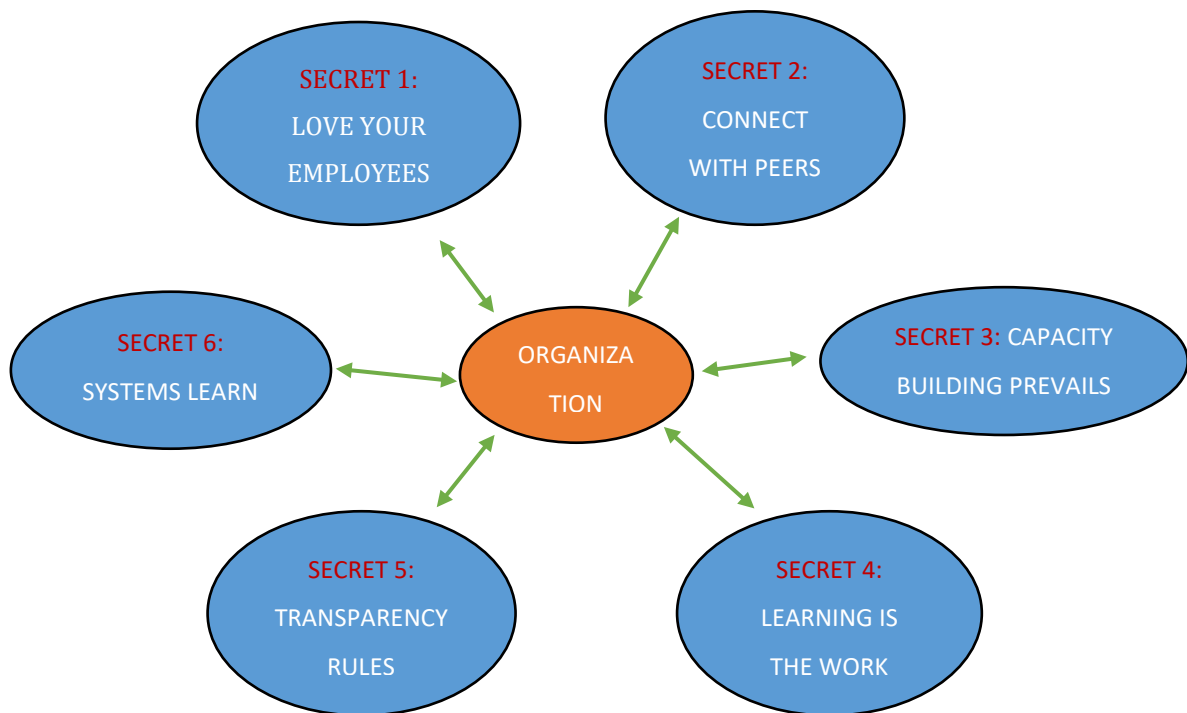 SECRET 1:
LOVE YOUR
EMPLOYEES
SECRET 2:
CONNECT
WITH PEERS
SECRET 3: CAPACITY
BUILDING PREVAILS
SECRET 4:
LEARNING IS
THE WORK
SECRET 5:
TRANSPARENCY
RULES
SECRET 6:
SYSTEMS LEARN
ORGANIZA
TION